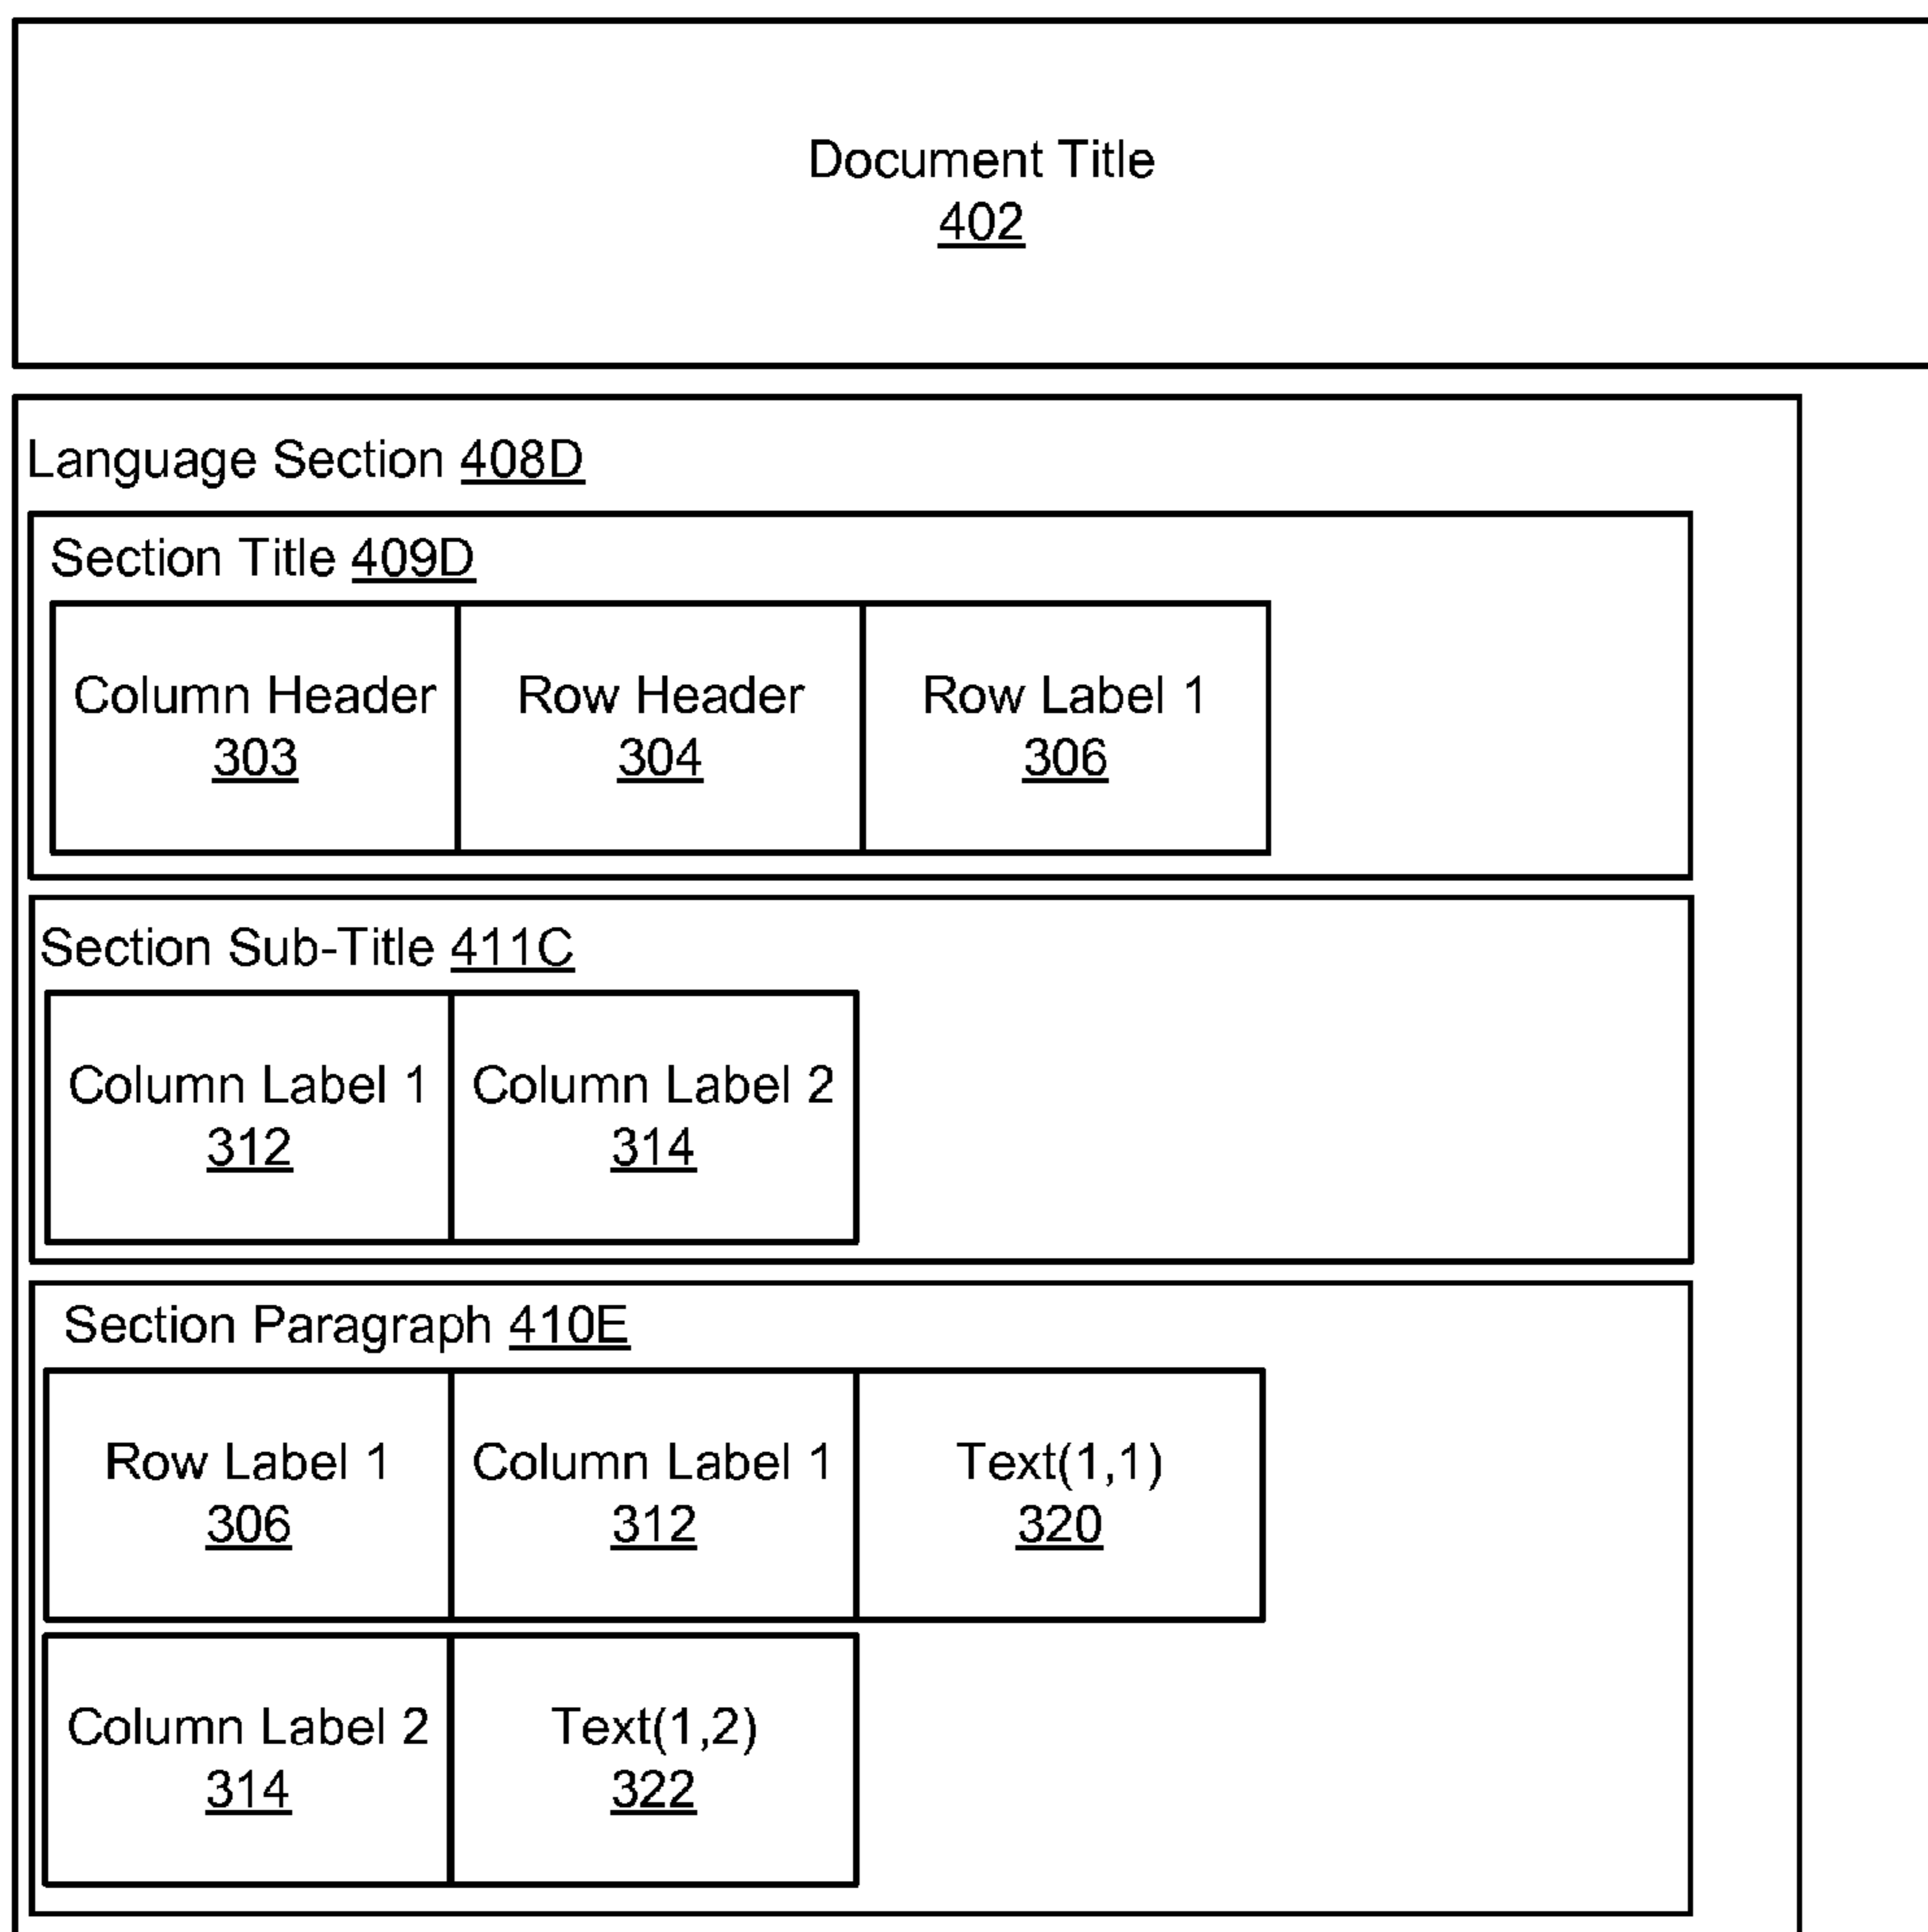 Document Title
402
Language Section 408D
Section Title 409D
Column Header Row Header Row Label 1
303 304 306
Section Sub-Title 411C
Column Label 1 Column Label 2
312 314
Section Paragraph 410E
Row Label 1 Column Label 1 Text(1,1)
306 312 320
Column Label 2 Text(1,2)
314 322